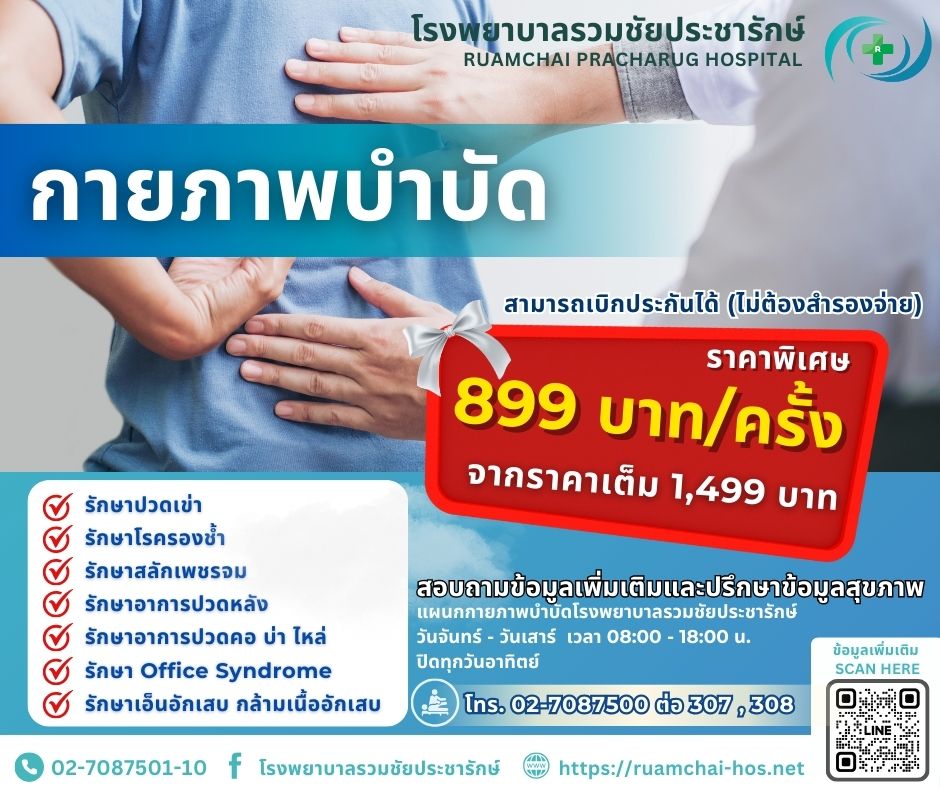 โรงพยาบาลรวมชัยประชารักษ์
RUAMCHAI PRACHARUG HOSPITAL
R
กายภาพบำบัด
สามารถเบิกประกันได้ (ไม่ต้องสำรองจ่าย)
ราคาพิเศษ
899 บาท/ครั้ง
จากราคาเต็ม 1,499 บาท
รักษาปวดเข่า
รักษาโรครองช้ำ
รักษาสลักเพชรจม
รักษาอาการปวดหลัง
รักษาอาการปวดคอ บ่า ไหล่
รักษา Office Syndrome
รักษาเอ็นอักเสบ กล้ามเนื้ออักเสบ
สอบถามข้อมูลเพิ่มเติมและปรึกษาข้อมูลสุขภาพ
แผนกกายภาพบำบัดโรงพยาบาลรวมชัยประชารักษ์
วันจันทร์ - วันเสาร์ เวลา 08:00 - 18:00 น.
ปิดทุกวันอาทิตย์
โทร. 02-7087500 ต่อ 307 , 308
ข้อมูลเพิ่มเติม
SCAN HERE
LINE
02-7087501-10
โรงพยาบาลรวมชัยประชารักษ์
WWW
https://ruamchai-hos.net